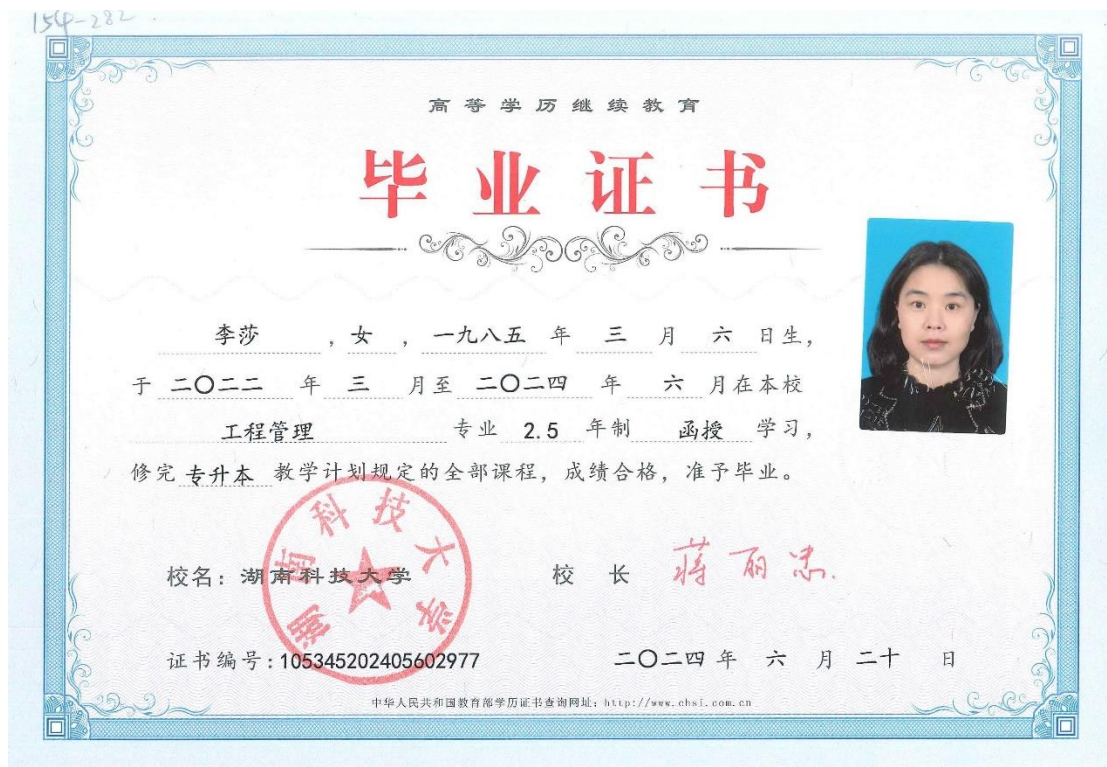 154-282
高等学历继续教育
毕业证书
李莎 ，女 ，一九八五 年 三 月 六 日生，
于 二〇二二 年 三 月至 二〇二四 年 六 月在本校
工程管理 专业 2.5 年制 函授 学习，
修完 专升本 教学计划规定的全部课程，成绩合格，准予毕业。
湖南科技大学
校名：湖南科技大学 校 长 蒋丽忠
证书编号：105345202405602977 二〇二四 年 六 月 二十 日
中华人民共和国教育部学历证书查询网址：http://www.chsi.com.cn